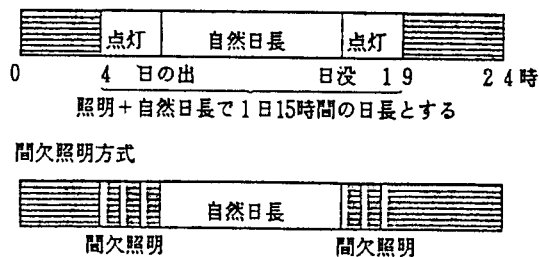 点灯 自然日長 点灯
0 4 日の出 日没 19 24時
照明＋自然日長で1日15時間の日長とする
間欠照明方式
自然日長
間欠照明 間欠照明